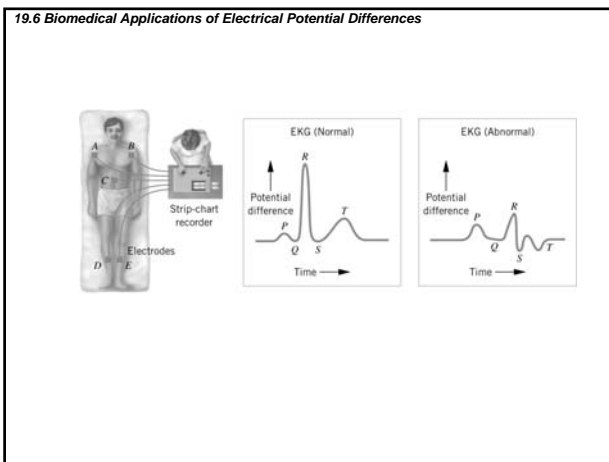 19.6 Biomedical Applications of Electrical Potential Differences
A
B
C
D
E
Electrodes
Strip-chart
recorder
EKG (Normal)
Potential
difference
P
Q
R
S
T
Time
EKG (Abnormal)
Potential
difference
P
Q
R
S
T
Time